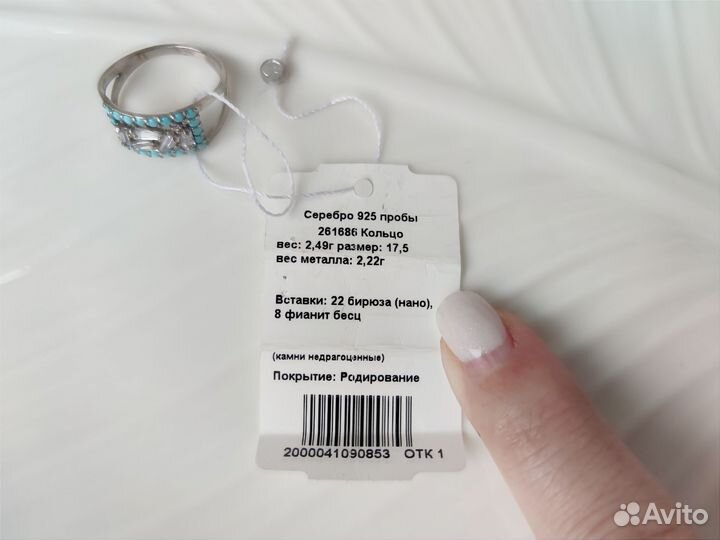 Серебро 925 пробы
261686 Кольцо
вес: 2,49г размер: 17,5
вес металла: 2,22г
Вставки: 22 бирюза (нано),
8 фианит бесц
(камни недрагоценные)
Покрытие: Родирование
2000041090853 ОТК 1
Avito